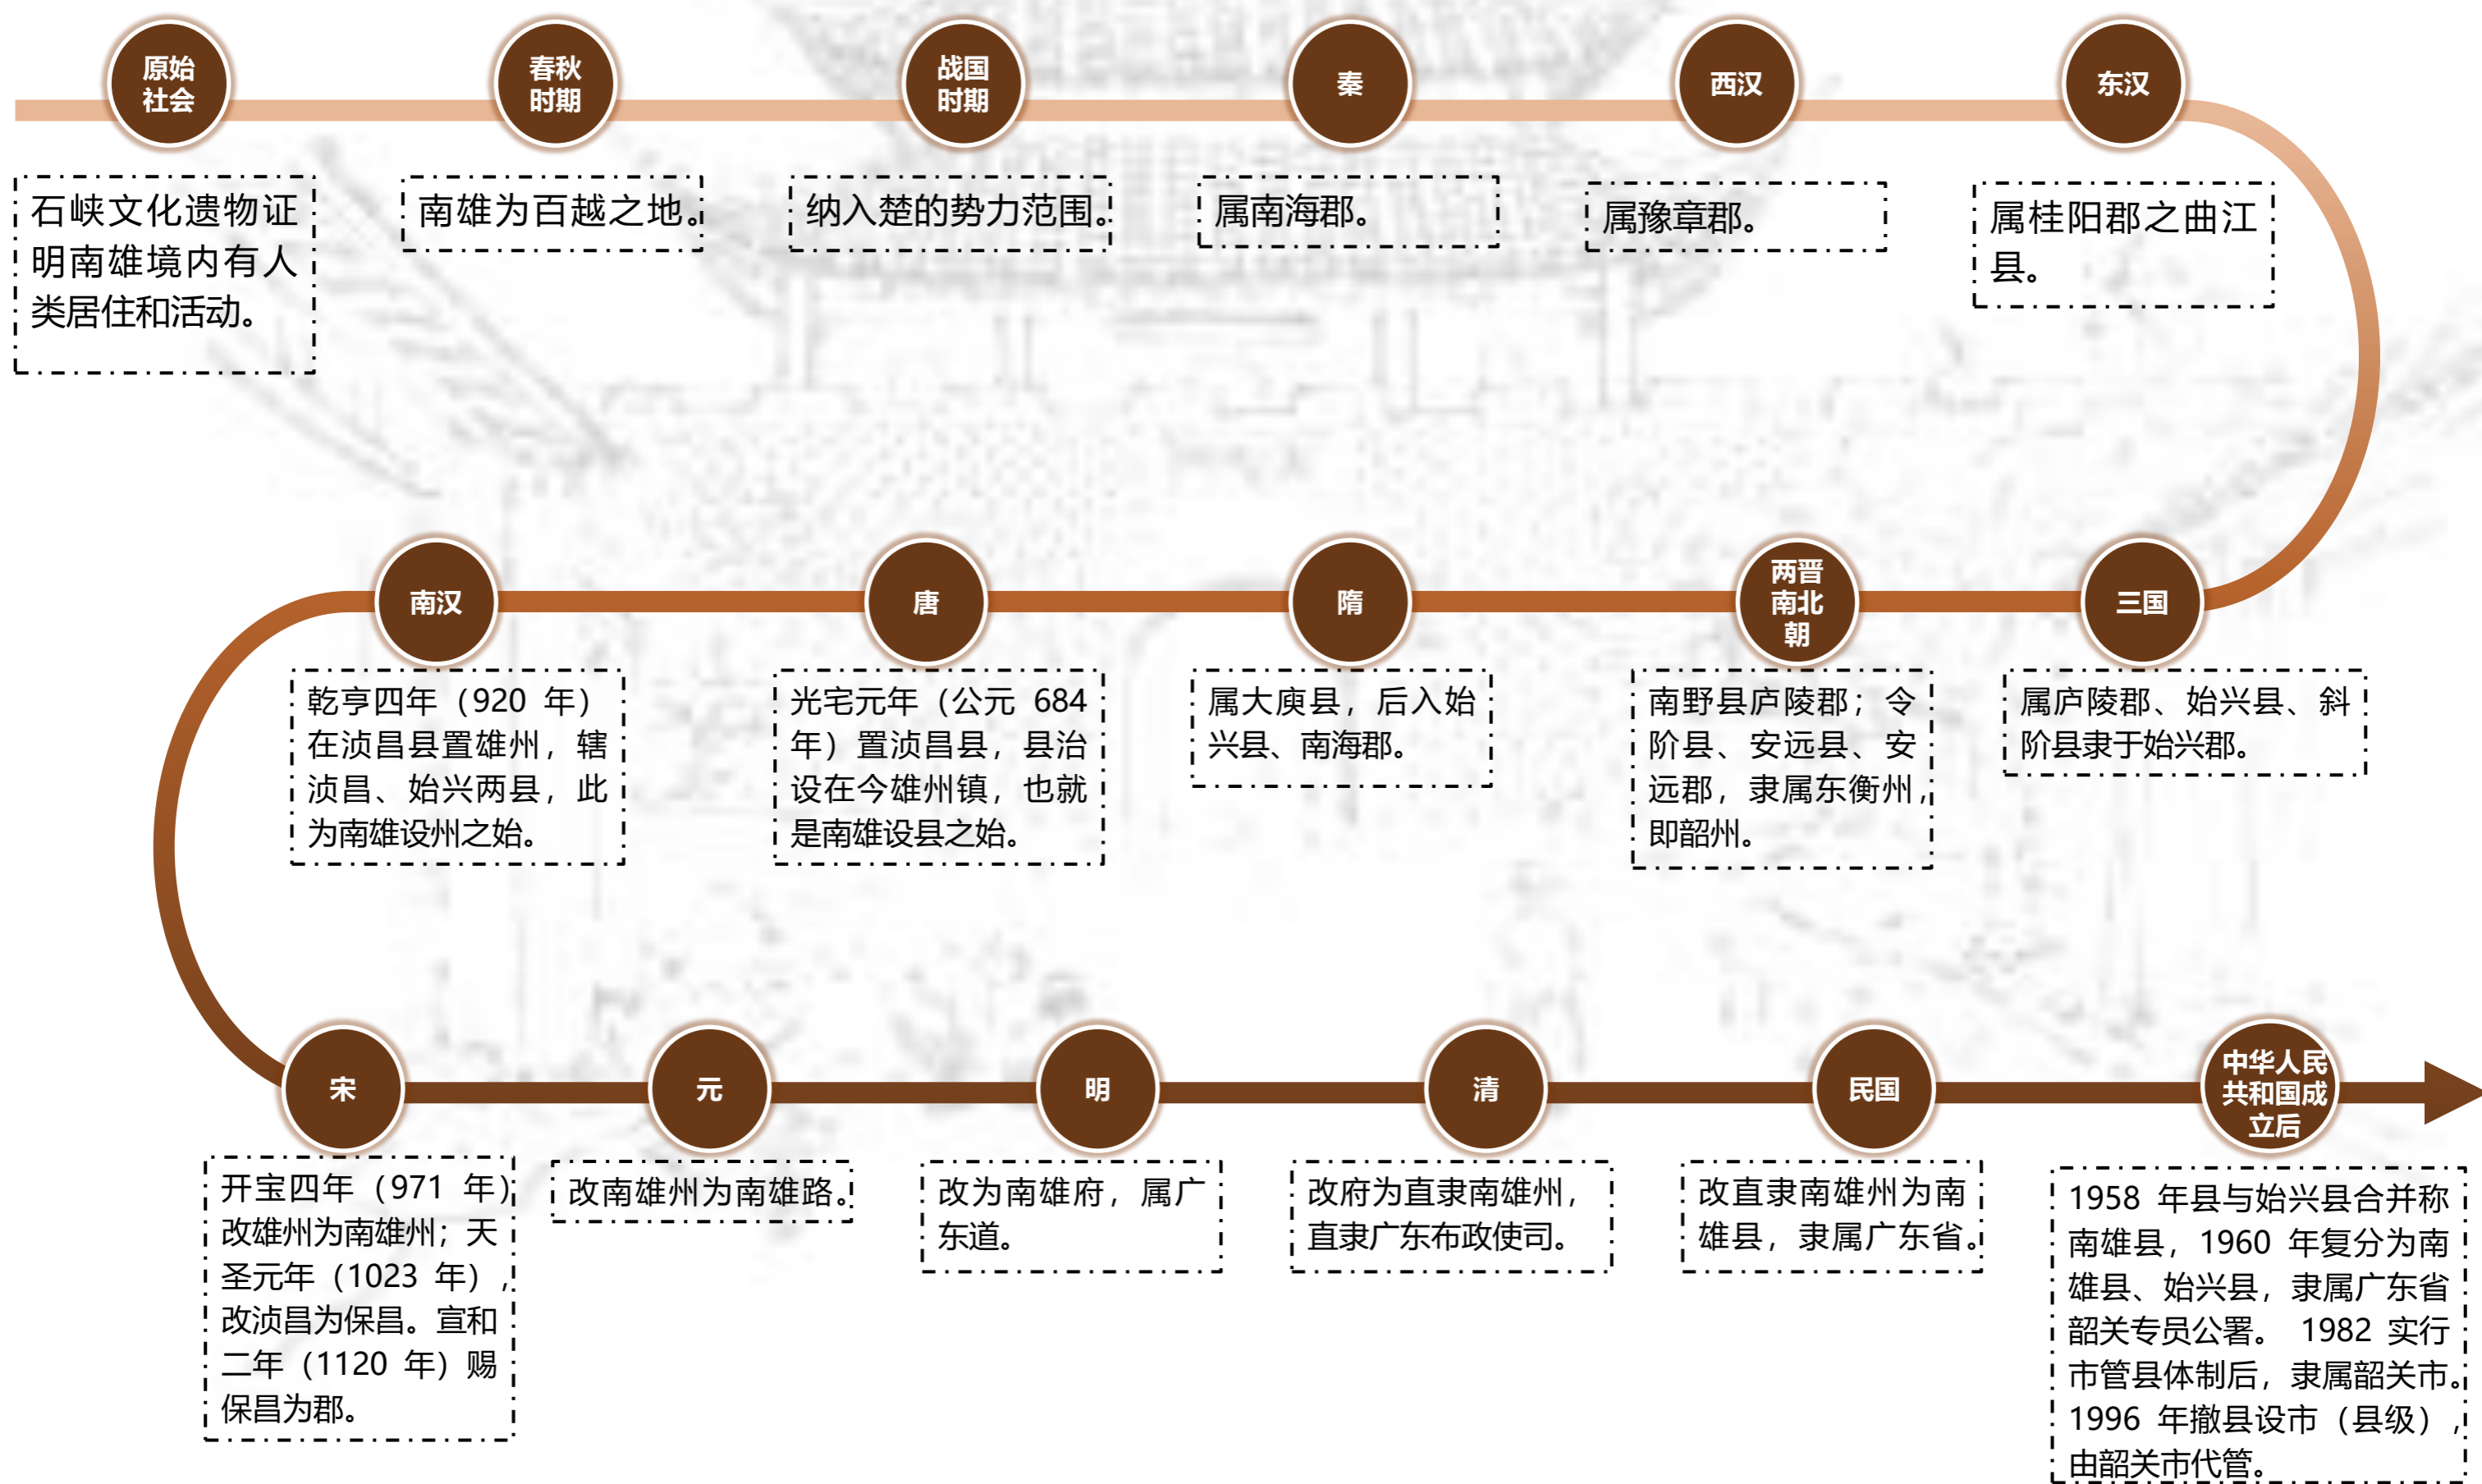 原始
社会
石峡文化遗物证
明南雄境内有人
类居住和活动。
春秋
时期
南雄为百越之地。
战国
时期
纳入楚的势力范围。
秦
属南海郡。
西汉
属豫章郡。
东汉
属桂阳郡之曲江
县。
三国
属庐陵郡、始兴县、斜
阶县隶于始兴郡。
两晋
南北
朝
南野县庐陵郡；令
阶县、安远县、安
远郡，隶属东衡州，
即韶州。
隋
属大庾县，后入始
兴县、南海郡。
唐
光宅元年（公元 684
年）置浈昌县，县治
设在今雄州镇，也就
是南雄设县之始。
南汉
乾亨四年（920 年）
在浈昌县置雄州，辖
浈昌、始兴两县，此
为南雄设州之始。
宋
开宝四年（971 年）
改雄州为南雄州；天
圣元年（1023 年），
改浈昌为保昌。宣和
二年（1120 年）赐
保昌为郡。
元
改南雄州为南雄路。
明
改为南雄府，属广
东道。
清
改府为直隶南雄州，
直隶广东布政使司。
民国
改直隶南雄州为南
雄县，隶属广东省。
中华人民
共和国成
立后
1958 年县与始兴县合并称
南雄县，1960 年复分为南
雄县、始兴县，隶属广东省
韶关专员公署。 1982 实行
市管县体制后，隶属韶关市。
1996 年撤县设市（县级），
由韶关市代管。